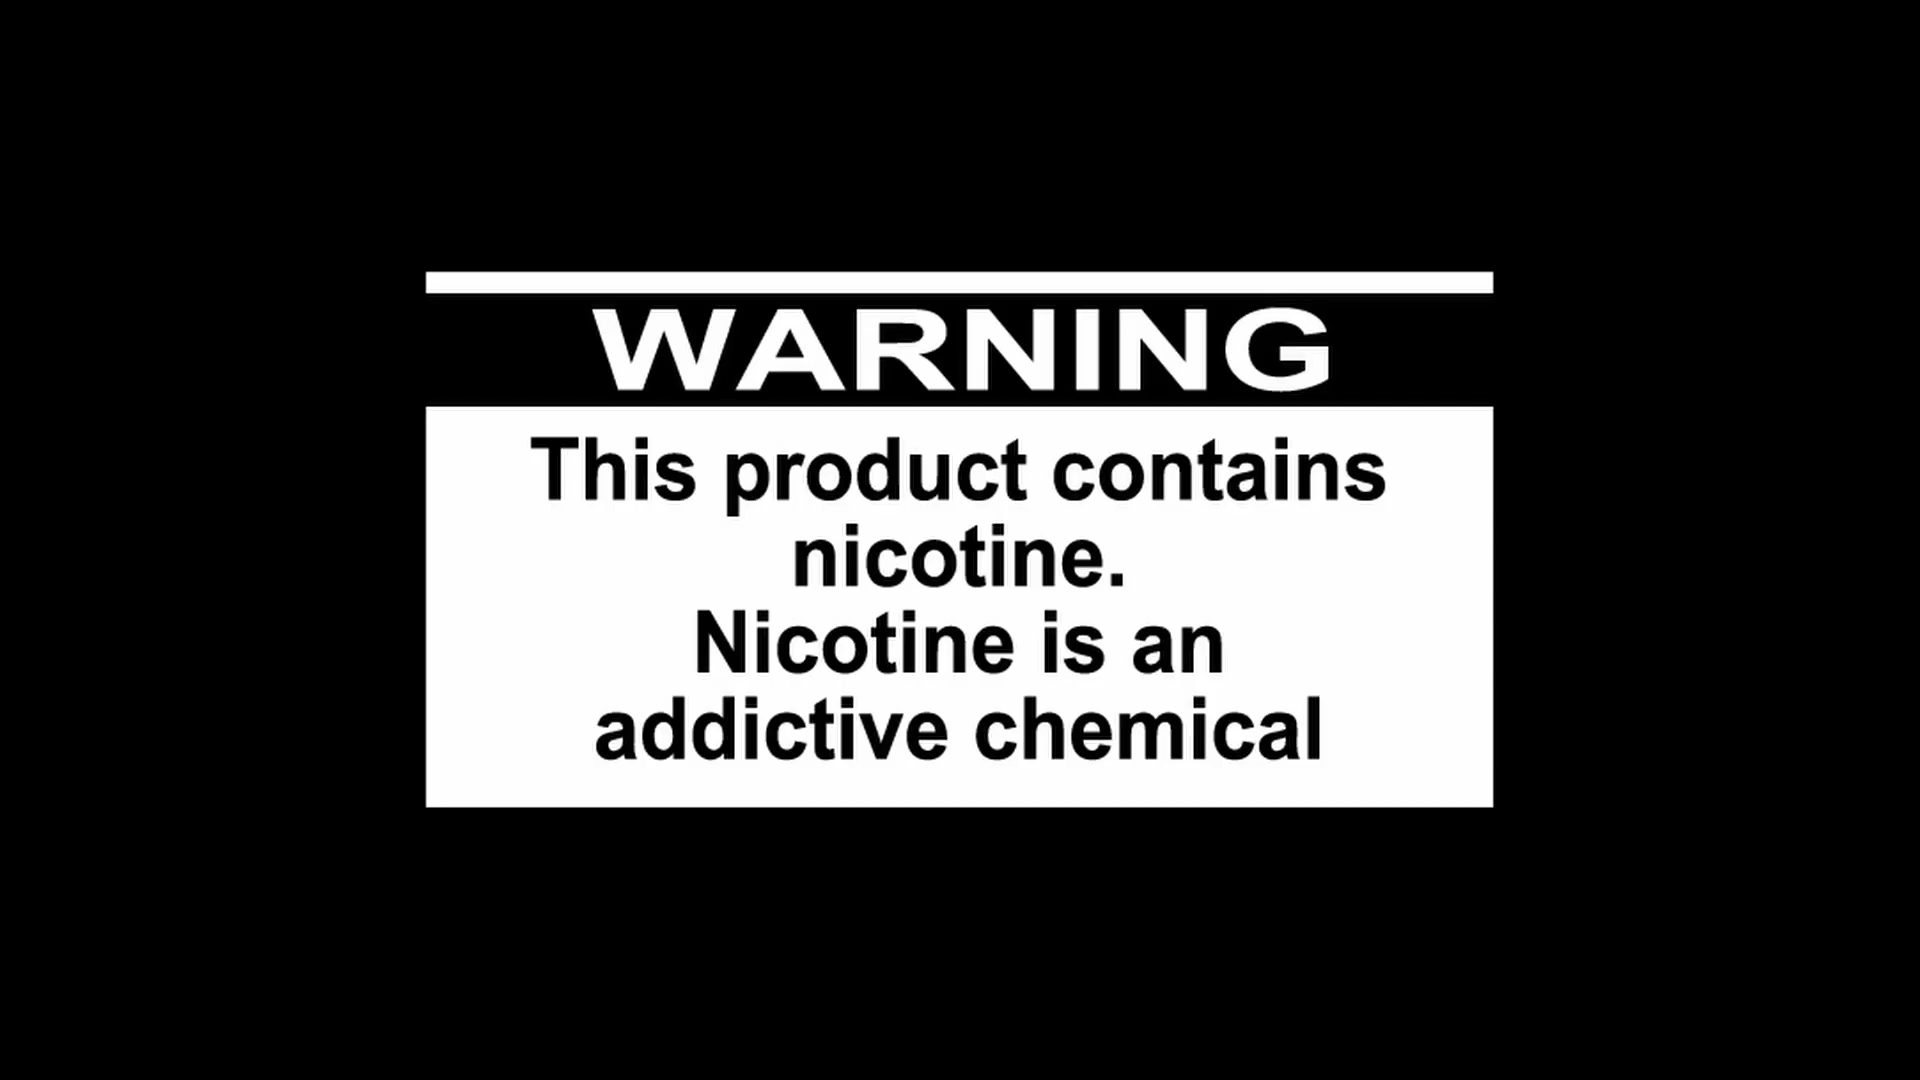 WARNING
This product contains
nicotine.
Nicotine is an
addictive chemical